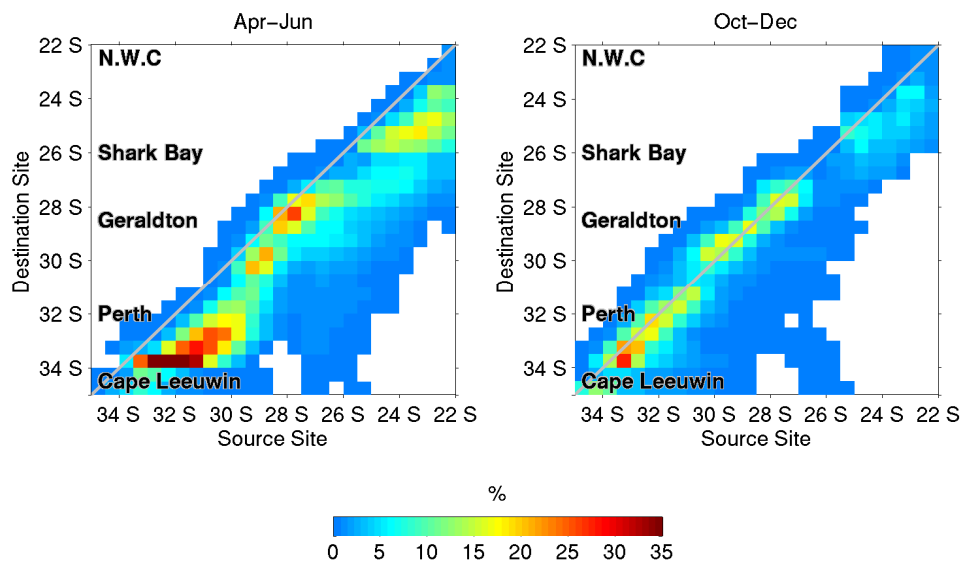 Apr-Jun
22 S
24 S
26 S
28 S
30 S
32 S
34 S
Destination Site
N.W.C
Shark Bay
Geraldton
Perth
Cape Leeuwin
34 S 32 S 30 S 28 S 26 S 24 S 22 S
Source Site
Oct-Dec
22 S
24 S
26 S
28 S
30 S
32 S
34 S
Destination Site
N.W.C
Shark Bay
Geraldton
Perth
Cape Leeuwin
34 S 32 S 30 S 28 S 26 S 24 S 22 S
Source Site
%
0 5 10 15 20 25 30 35